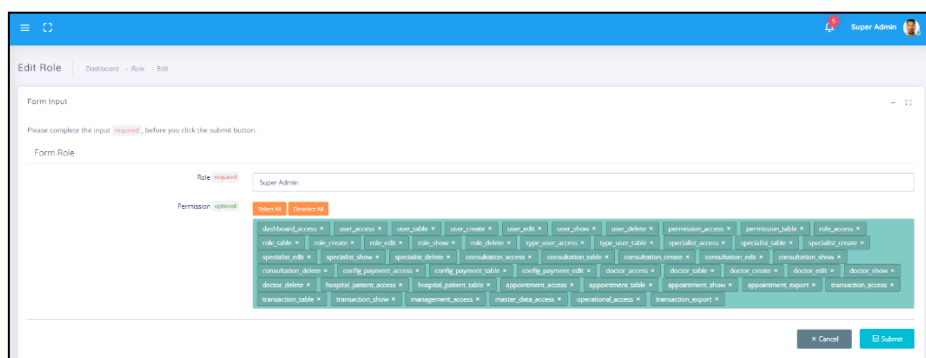 5
Super Admin
Edit Role Dashboard - Role - Edit
Form Input
Please complete the input required, before you click the submit button.
Form Role
Role required Super Admin
Permission optional Select All Deselect All
dashboard_access × user_access × user_table × user_create × user_edit × user_show × user_delete × permission_access × permission_table × role_access ×
role_table × role_create × role_edit × role_show × role_delete × type_user_access × type_user_table × specialist_access × specialist_table × specialist_create ×
specialist_edit × specialist_show × specialist_delete × consultation_access × consultation_table × consultation_create × consultation_edit × consultation_show ×
consultation_delete × config_payment_access × config_payment_table × config_payment_edit × doctor_access × doctor_table × doctor_create × doctor_edit × doctor_show ×
doctor_delete × hospital_patient_access × hospital_patient_table × appointment_access × appointment_table × appointment_show × appointment_export × transaction_access ×
transaction_table × transaction_show × management_access × master_data_access × operational_access × transaction_export ×
× Cancel Submit